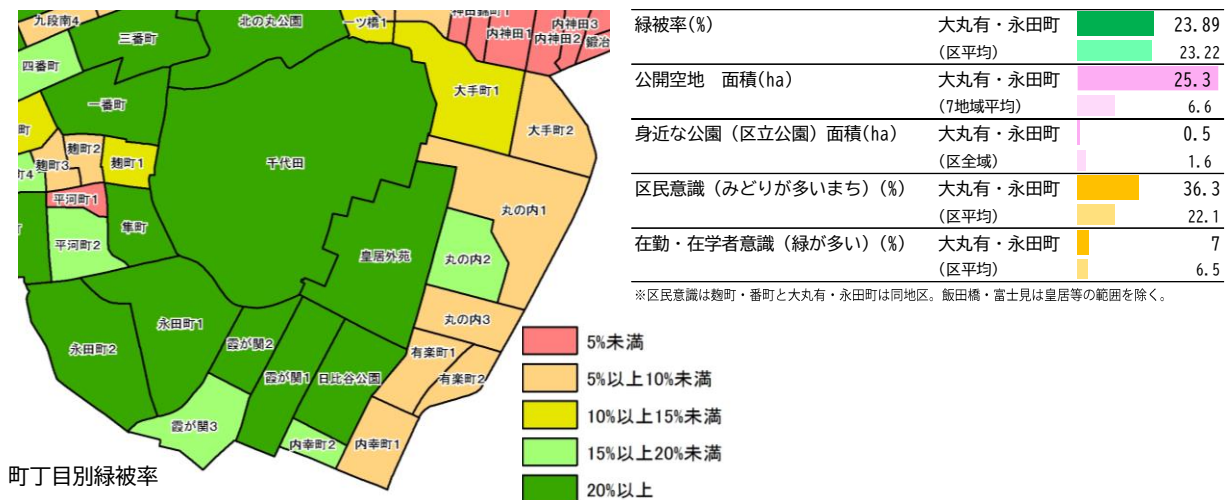 九段南4
北の丸公園
一ツ橋1
神田錦町1
内神田1
内神田3
内神田2
鍛冶
三番町
四番町
大手町1
一番町
大手町2
町
麹町2
麹町3
麹町1
千代田
町4
平河町1
丸の内1
隼町
平河町2
皇居外苑
丸の内2
永田町1
丸の内3
永田町2
霞が関2
有楽町1
霞が関1
日比谷公園
有楽町2
霞が関3
内幸町2
内幸町1
町丁目別緑被率
5%未満
5%以上10%未満
10%以上15%未満
15%以上20%未満
20%以上
緑被率(%) 大丸有・永田町 23.89
(区平均) 23.22
公開空地 面積(ha) 大丸有・永田町 25.3
(7地域平均) 6.6
身近な公園（区立公園）面積(ha) 大丸有・永田町 0.5
(区全域) 1.6
区民意識（みどりが多いまち）(%) 大丸有・永田町 36.3
(区平均) 22.1
在勤・在学者意識（緑が多い）(%) 大丸有・永田町 7
(区平均) 6.5
※区民意識は麹町・番町と大丸有・永田町は同地区。飯田橋・富士見は皇居等の範囲を除く。